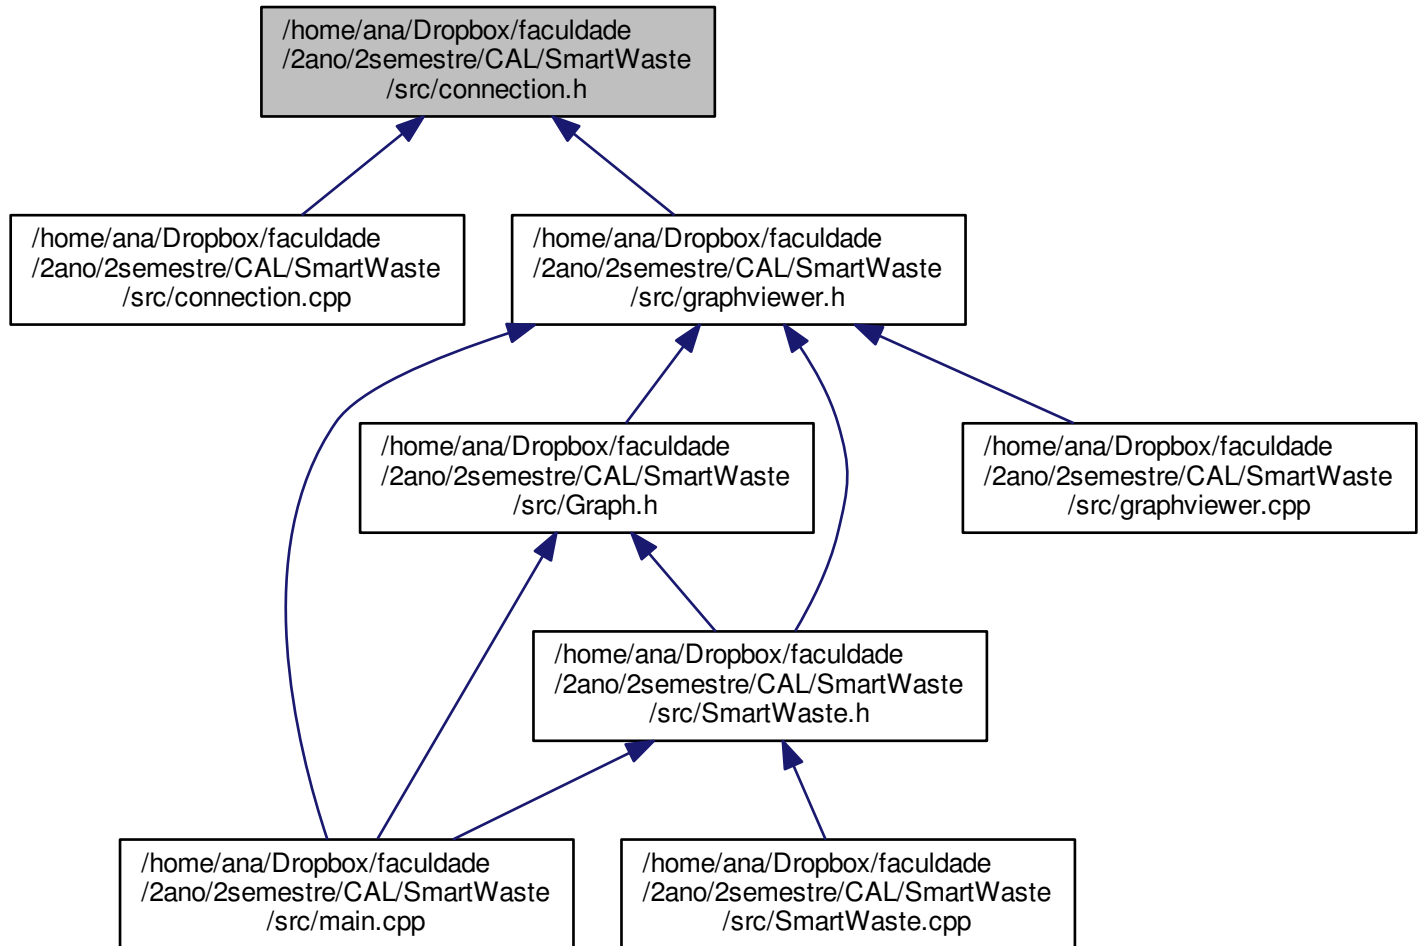 /home/ana/Dropbox/faculdade
/2ano/2semestre/CAL/SmartWaste
/src/connection.h
/home/ana/Dropbox/faculdade
/2ano/2semestre/CAL/SmartWaste
/src/connection.cpp
/home/ana/Dropbox/faculdade
/2ano/2semestre/CAL/SmartWaste
/src/graphviewer.h
/home/ana/Dropbox/faculdade
/2ano/2semestre/CAL/SmartWaste
/src/Graph.h
/home/ana/Dropbox/faculdade
/2ano/2semestre/CAL/SmartWaste
/src/graphviewer.cpp
/home/ana/Dropbox/faculdade
/2ano/2semestre/CAL/SmartWaste
/src/SmartWaste.h
/home/ana/Dropbox/faculdade
/2ano/2semestre/CAL/SmartWaste
/src/main.cpp
/home/ana/Dropbox/faculdade
/2ano/2semestre/CAL/SmartWaste
/src/SmartWaste.cpp